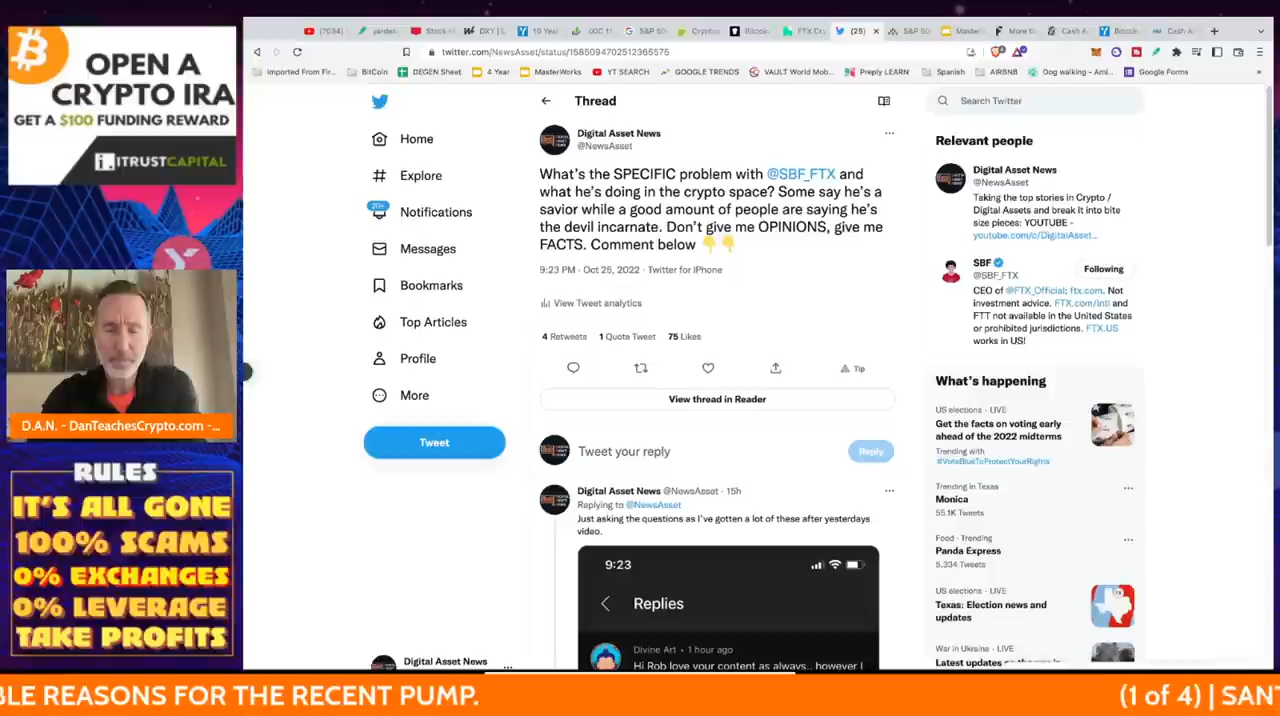 OPEN A
CRYPTO IRA
GET A $100 FUNDING REWARD
ITRUSTCAPITAL
D.A.N. - DanTeachesCrypto.com -...
RULES
IT'S ALL GONE
100% SCAMS
0% EXCHANGES
0% LEVERAGE
TAKE PROFITS
twitter.com/NewsAsset/status/1585094702512365576
Imported From Fir...
BitCoin
DEGEN Sheet
4 Year
MasterWorks
YT SEARCH
GOOGLE TRENDS
VAULT World Mob...
Preply LEARN
Spanish
AIRBNB
Dog walking - Ami...
Google Forms
Home
Explore
20+
Notifications
Messages
Bookmarks
Top Articles
Profile
More
Tweet
Digital Asset News
Thread
Digital Asset News
@NewsAsset
What's the SPECIFIC problem with @SBF_FTX and
what he's doing in the crypto space? Some say he's a
savior while a good amount of people are saying he's
the devil incarnate. Don't give me OPINIONS, give me
FACTS. Comment below 👇👇
9:23 PM · Oct 25, 2022 · Twitter for iPhone
View Tweet analytics
4 Retweets 1 Quote Tweet 75 Likes
Tip
View thread in Reader
Tweet your reply
Reply
Digital Asset News @NewsAsset · 15h
Replying to @NewsAsset
Just asking the questions as I've gotten a lot of these after yesterdays
video.
9:23
Replies
Divine Art • 1 hour ago
Hi Rob love your content as always.. however I
Search Twitter
Relevant people
Digital Asset News
@NewsAsset
Taking the top stories in Crypto /
Digital Assets and break it into bite
size pieces: YOUTUBE -
youtube.com/c/DigitalAsset...
SBF
@SBF_FTX
Following
CEO of @FTX_Official; ftx.com. Not
investment advice. FTX.com/intl and
FTT not available in the United States
or prohibited jurisdictions. FTX.US
works in US!
What's happening
US elections · LIVE
Get the facts on voting early
ahead of the 2022 midterms
Trending with
#VoteBlueToProtectYourRights
Trending in Texas
Monica
55.1K Tweets
Food · Trending
Panda Express
5,334 Tweets
US elections · LIVE
Texas: Election news and
updates
War in Ukraine · LIVE
Latest updates
BLE REASONS FOR THE RECENT PUMP.
(1 of 4) | SANT